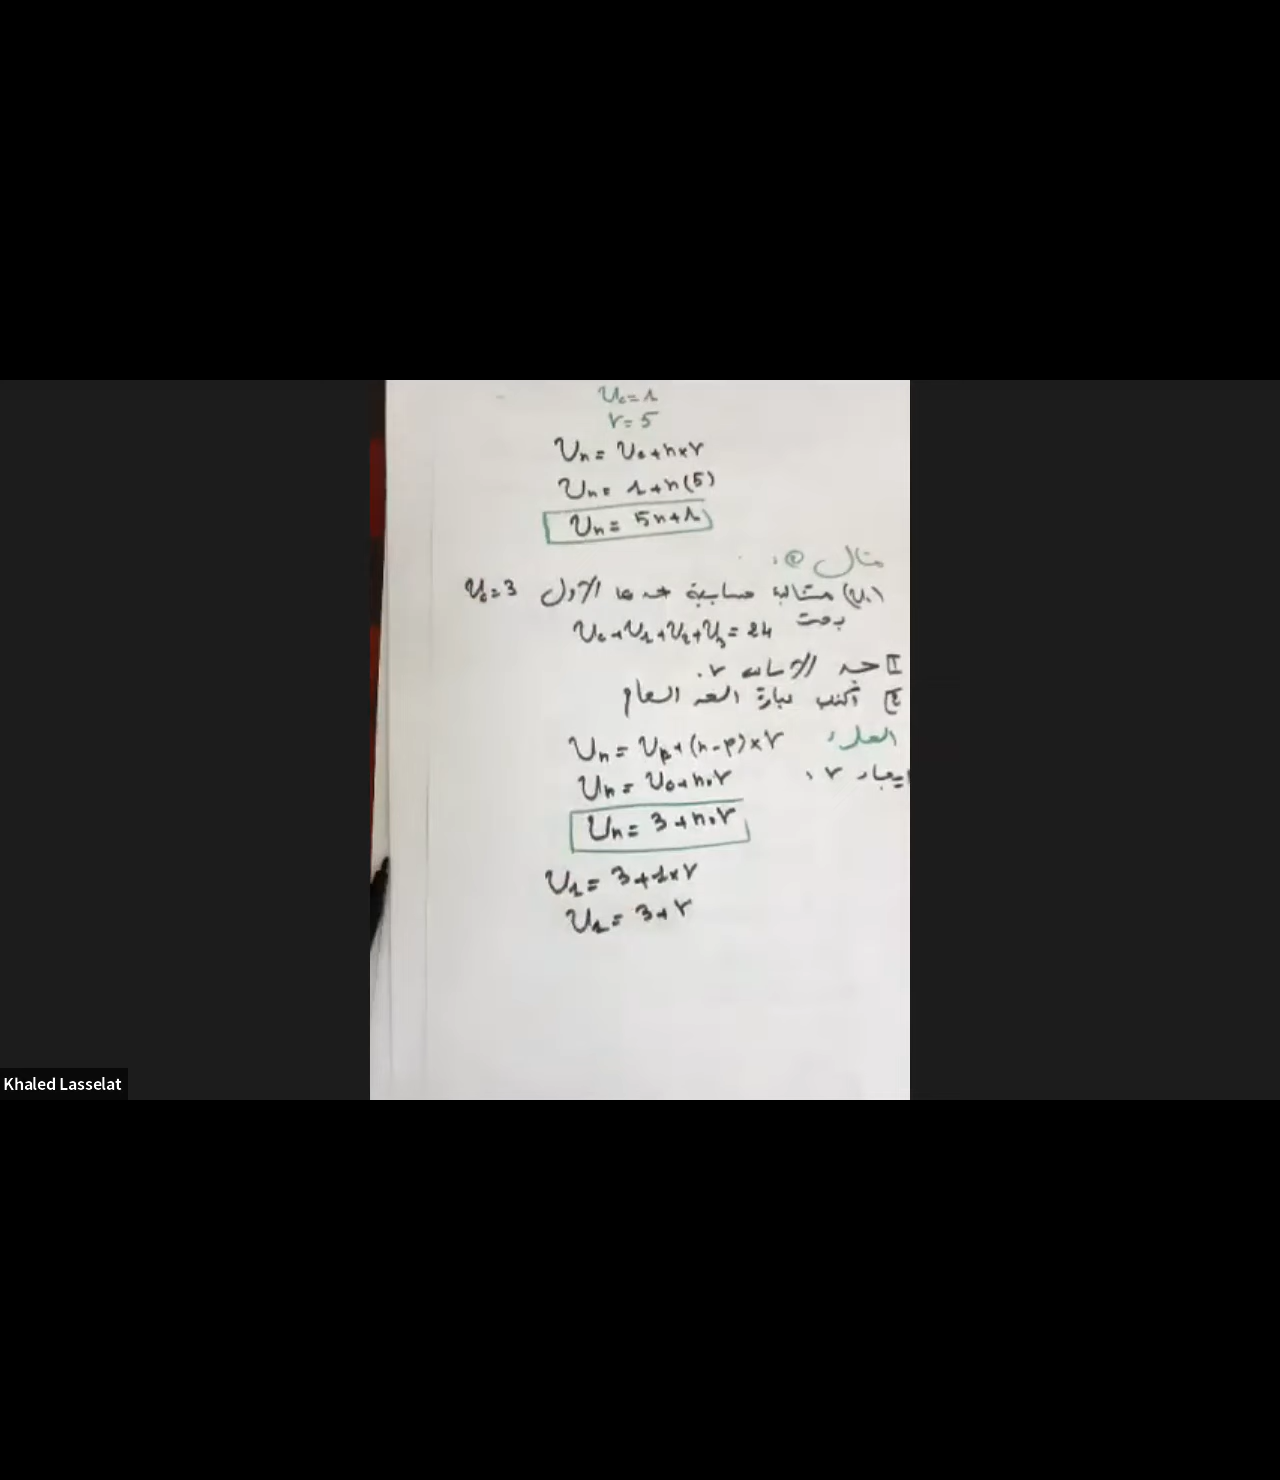 U₀=1
r=5
Uₙ = U₀+n×r
Uₙ= 1+n(5)
Uₙ= 5n+1
مثال ②:
(Uₙ) متتالية حسابية حدها الأول U₀=3
بحيث U₀+U₁+U₂+U₃=24
1] جد الأساس r.
2] أكتب عبارة الحد العام
الحل:
Uₙ = Uₚ+(n-p)×r
إيجاد r:
Uₙ= U₀+n.r
Uₙ= 3+n.r
U₁= 3+1×r
U₁= 3+r
Khaled Lasselat